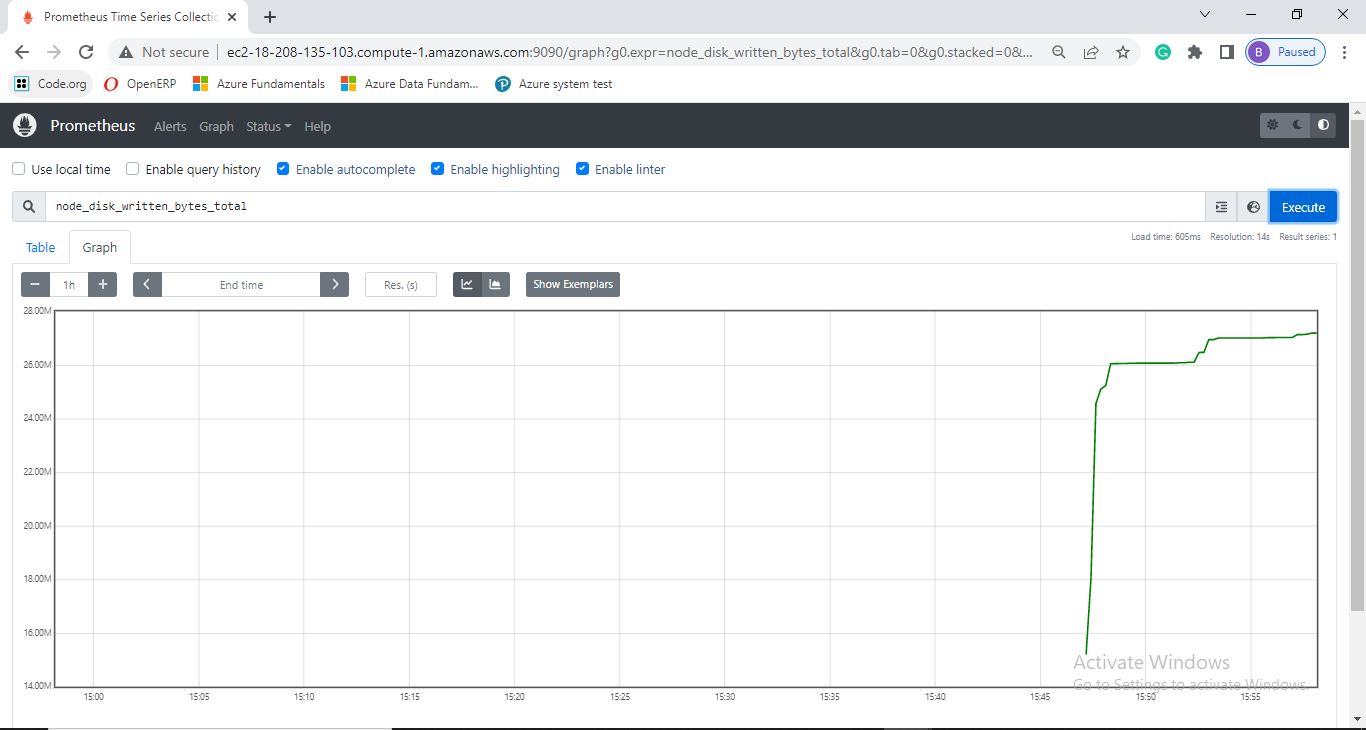 Prometheus Time Series Collectic
Not secure ec2-18-208-135-103.compute-1.amazonaws.com:9090/graph?g0.expr=node_disk_written_bytes_total&g0.tab=0&g0.stacked=0&... B Paused
Code.org OpenERP Azure Fundamentals Azure Data Fundam... Azure system test
Prometheus Alerts Graph Status Help
Use local time Enable query history Enable autocomplete Enable highlighting Enable linter
node_disk_written_bytes_total Execute
Table Graph Load time: 605ms Resolution: 14s Result series: 1
− 1h + End time Res. (s) Show Exemplars
28.00M
26.00M
24.00M
22.00M
20.00M
18.00M
16.00M
Activate Windows
Go to Settings to activate Windows.
14.00M
15:00 15:05 15:10 15:15 15:20 15:25 15:30 15:35 15:40 15:45 15:50 15:55